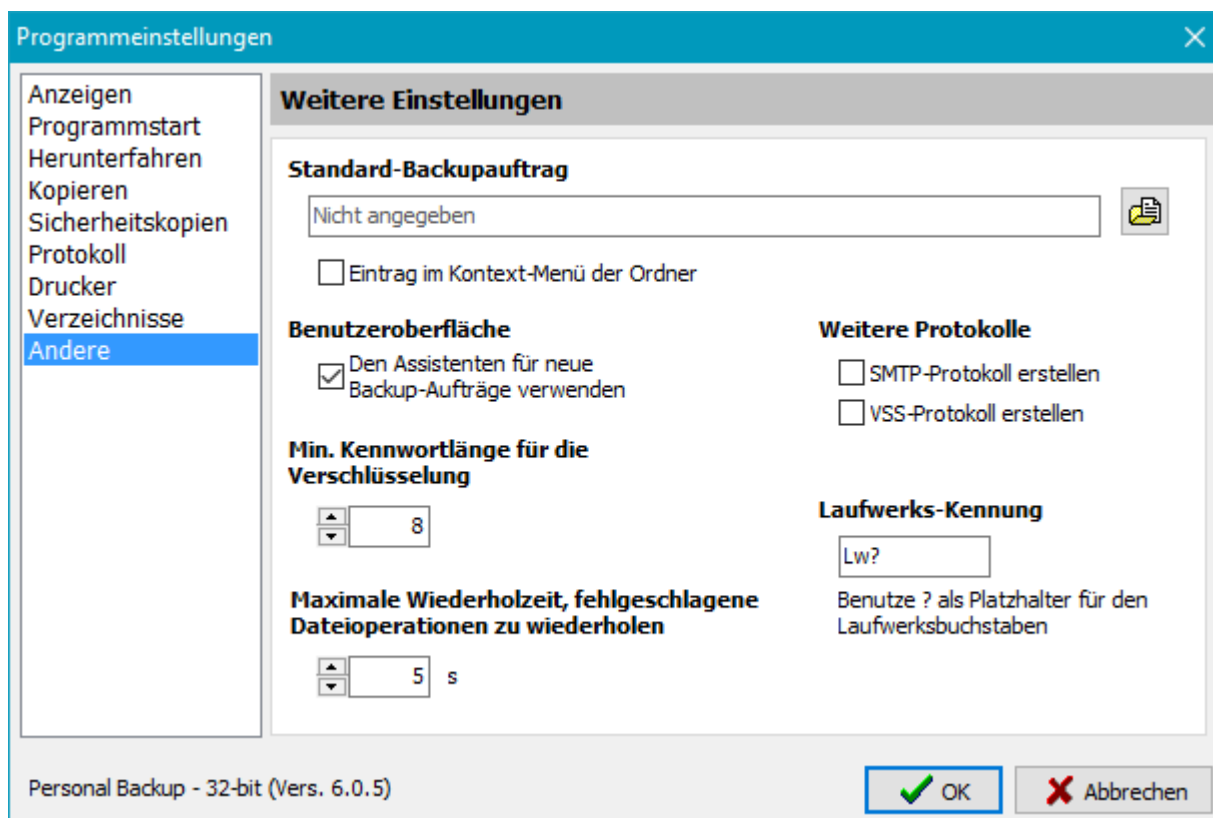 Programmeinstellungen
Anzeigen
Programmstart
Herunterfahren
Kopieren
Sicherheitskopien
Protokoll
Drucker
Verzeichnisse
Andere
Weitere Einstellungen
Standard-Backupauftrag
Nicht angegeben
Eintrag im Kontext-Menü der Ordner
Benutzeroberfläche
Den Assistenten für neue
Backup-Aufträge verwenden
Min. Kennwortlänge für die
Verschlüsselung
8
Maximale Wiederholzeit, fehlgeschlagene
Dateioperationen zu wiederholen
5 s
Weitere Protokolle
SMTP-Protokoll erstellen
VSS-Protokoll erstellen
Laufwerks-Kennung
Lw?
Benutze ? als Platzhalter für den
Laufwerksbuchstaben
Personal Backup - 32-bit (Vers. 6.0.5)
OK
Abbrechen